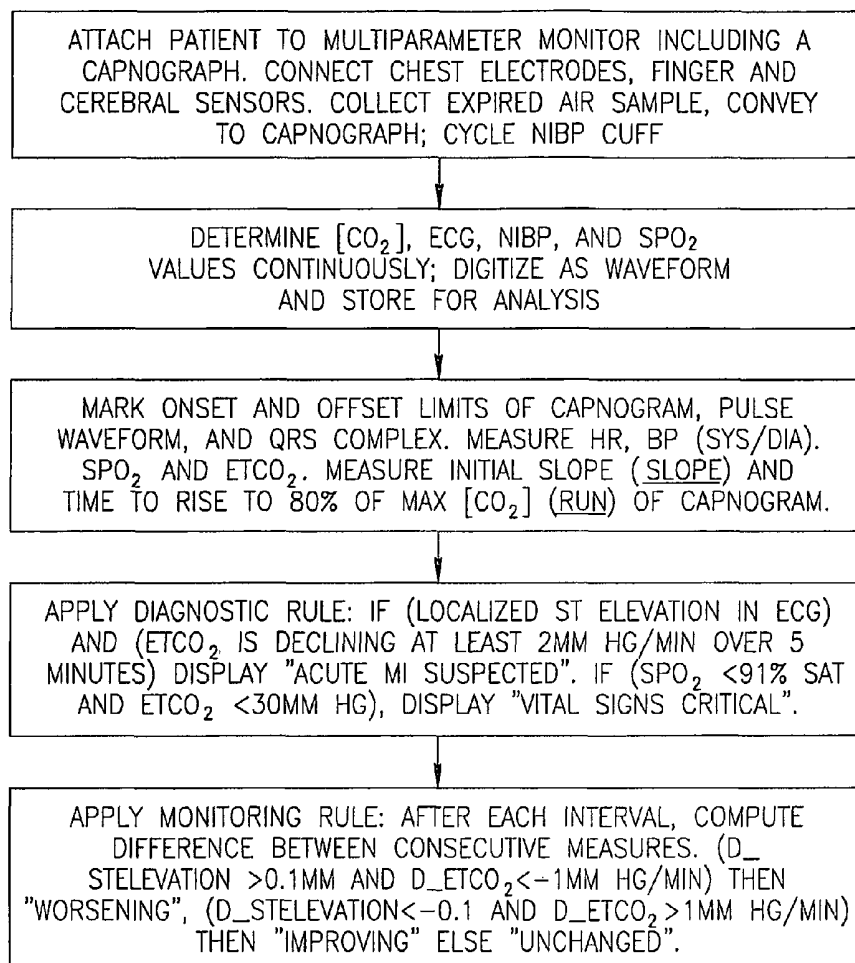 ATTACH PATIENT TO MULTIPARAMETER MONITOR INCLUDING A
CAPNOGRAPH. CONNECT CHEST ELECTRODES, FINGER AND
CEREBRAL SENSORS. COLLECT EXPIRED AIR SAMPLE, CONVEY
TO CAPNOGRAPH; CYCLE NIBP CUFF
DETERMINE [CO₂], ECG, NIBP, AND SPO₂
VALUES CONTINUOUSLY; DIGITIZE AS WAVEFORM
AND STORE FOR ANALYSIS
MARK ONSET AND OFFSET LIMITS OF CAPNOGRAM, PULSE
WAVEFORM, AND QRS COMPLEX. MEASURE HR, BP (SYS/DIA).
SPO₂ AND ETCO₂. MEASURE INITIAL SLOPE (SLOPE) AND
TIME TO RISE TO 80% OF MAX [CO₂] (RUN) OF CAPNOGRAM.
APPLY DIAGNOSTIC RULE: IF (LOCALIZED ST ELEVATION IN ECG)
AND (ETCO₂ IS DECLINING AT LEAST 2MM HG/MIN OVER 5
MINUTES) DISPLAY "ACUTE MI SUSPECTED". IF (SPO₂ <91% SAT
AND ETCO₂ <30MM HG), DISPLAY "VITAL SIGNS CRITICAL".
APPLY MONITORING RULE: AFTER EACH INTERVAL, COMPUTE
DIFFERENCE BETWEEN CONSECUTIVE MEASURES. (D_
STELEVATION >0.1MM AND D_ETCO₂<-1MM HG/MIN) THEN
"WORSENING", (D_STELEVATION<-0.1 AND D_ETCO₂>1MM HG/MIN)
THEN "IMPROVING" ELSE "UNCHANGED".